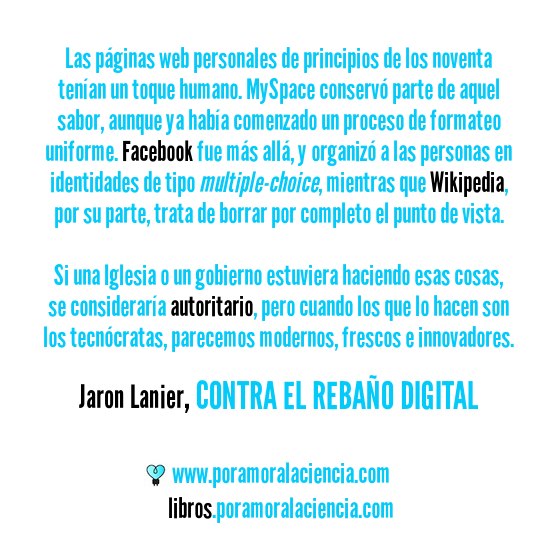 Las páginas web personales de principios de los noventa
tenían un toque humano. MySpace conservó parte de aquel
sabor, aunque ya había comenzado un proceso de formateo
uniforme. Facebook fue más allá, y organizó a las personas en
identidades de tipo multiple-choice, mientras que Wikipedia,
por su parte, trata de borrar por completo el punto de vista.
Si una Iglesia o un gobierno estuviera haciendo esas cosas,
se consideraría autoritario, pero cuando los que lo hacen son
los tecnócratas, parecemos modernos, frescos e innovadores.
Jaron Lanier, CONTRA EL REBAÑO DIGITAL
www.poramoralaciencia.com
libros.poramoralaciencia.com